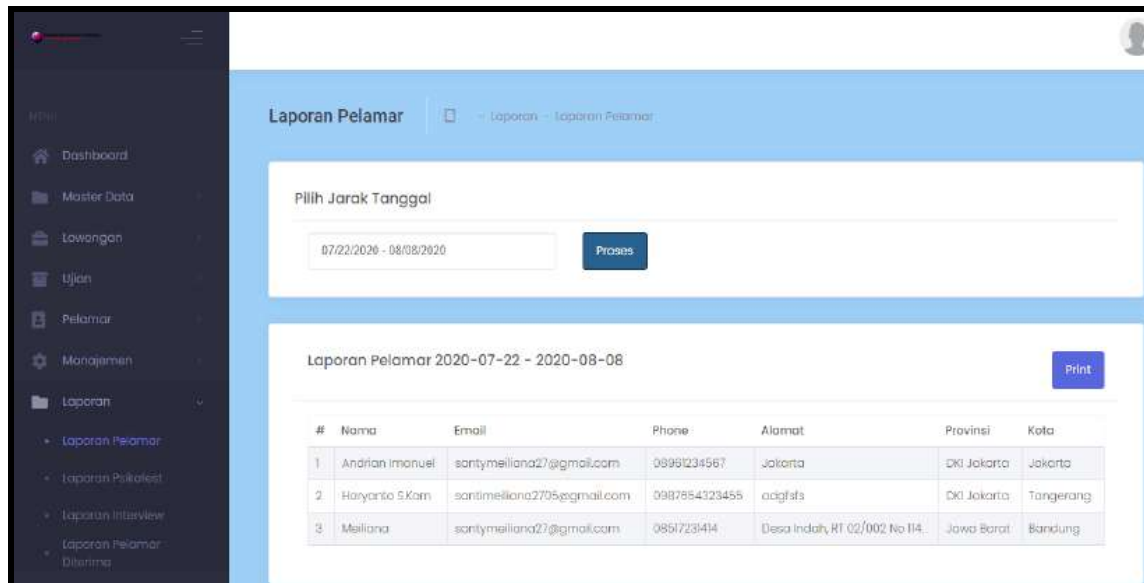 MENU
Dashboard
Master Data
Lowongan
Ujian
Pelamar
Manajemen
Laporan
Laporan Pelamar
Laporan Psikotest
Laporan Interview
Laporan Pelamar
Diterima
Laporan Pelamar - Laporan - Laporan Pelamar
Pilih Jarak Tanggal
07/22/2020 - 08/08/2020 Proses
Laporan Pelamar 2020-07-22 - 2020-08-08 Print
# Nama Email Phone Alamat Provinsi Kota
1 Andrian Imanuel santymeiliana27@gmail.com 08961234567 Jakarta DKI Jakarta Jakarta
2 Haryanto S.Kom santimeiliana2705@gmail.com 0987654323456 adgfsfs DKI Jakarta Tangerang
3 Meiliana santymeiliana27@gmail.com 08517231414 Desa Indah, RT 02/002 No 114.. Jawa Barat Bandung